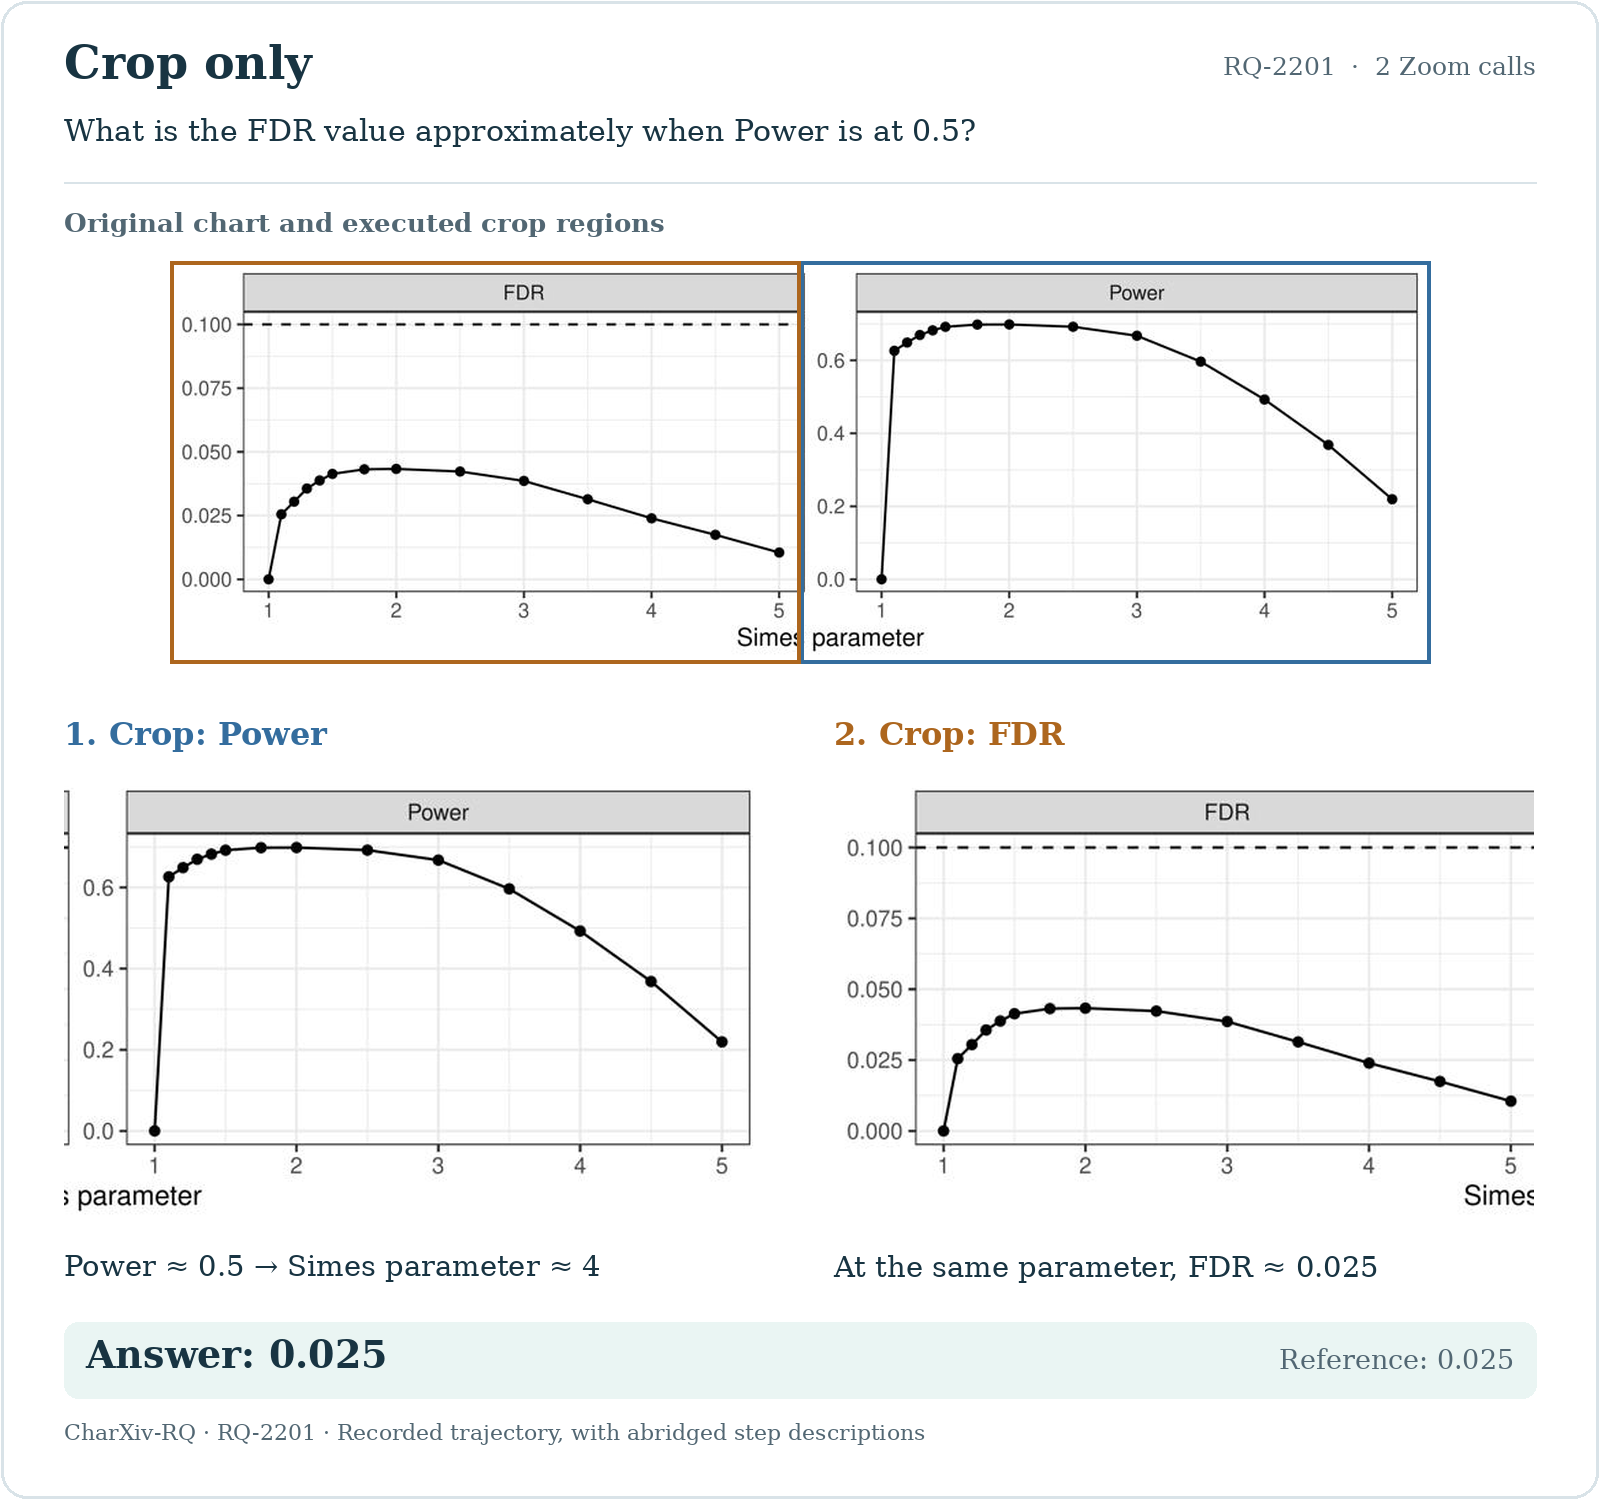 Crop only
RQ-2201 · 2 Zoom calls
What is the FDR value approximately when Power is at 0.5?
Original chart and executed crop regions
FDR
0.100
0.075
0.050
0.025
0.000
1 2 3 4 5
Power
0.6
0.4
0.2
0.0
1 2 3 4 5
Simes parameter
1. Crop: Power
Power
0.6
0.4
0.2
0.0
1 2 3 4 5
s parameter
Power ≈ 0.5 → Simes parameter ≈ 4
2. Crop: FDR
FDR
0.100
0.075
0.050
0.025
0.000
1 2 3 4 5
Simes
At the same parameter, FDR ≈ 0.025
Answer: 0.025
Reference: 0.025
CharXiv-RQ · RQ-2201 · Recorded trajectory, with abridged step descriptions